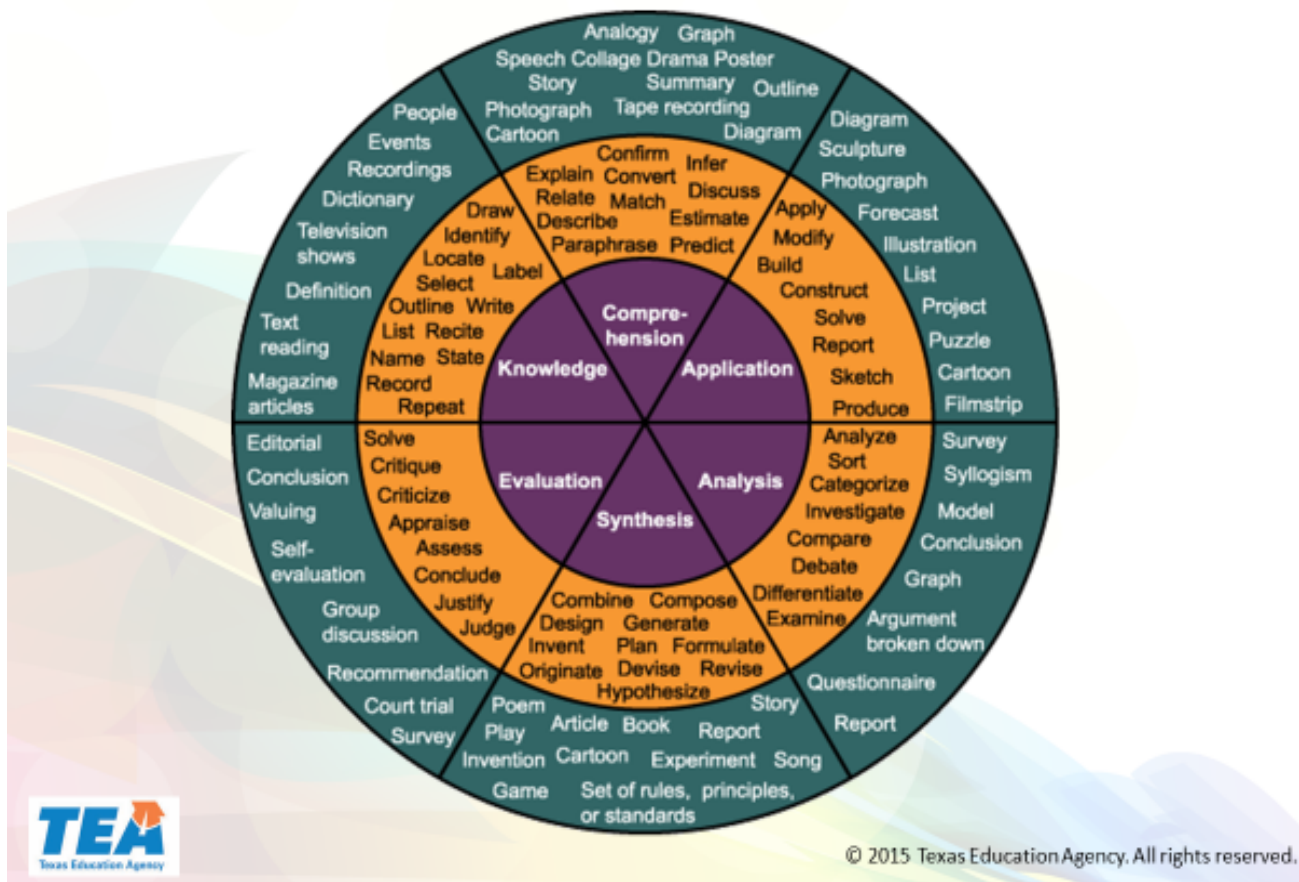 Analogy Graph
Speech Collage Drama Poster
Story Summary Outline
Photograph Tape recording
Cartoon Diagram
Confirm Infer
Explain Convert Discuss
Relate Match Estimate
Describe
Paraphrase Predict
Compre-
hension
Diagram
Sculpture
Photograph
Forecast
Illustration
List
Project
Puzzle
Cartoon
Filmstrip
Apply
Modify
Build
Construct
Solve
Report
Sketch
Produce
Application
Survey
Syllogism
Model
Conclusion
Graph
Argument
broken down
Questionnaire
Report
Analyze
Sort
Categorize
Investigate
Compare
Debate
Differentiate
Examine
Analysis
Synthesis
Combine Compose
Design Generate
Invent Plan Formulate
Originate Devise Revise
Hypothesize
Poem Story
Play Article Book Report
Invention Cartoon Experiment Song
Game Set of rules, principles,
or standards
Evaluation
Solve
Critique
Criticize
Appraise
Assess
Conclude
Justify
Judge
Editorial
Conclusion
Valuing
Self-
evaluation
Group
discussion
Recommendation
Court trial
Survey
Knowledge
Draw
Identify
Locate
Select Label
Outline Write
List Recite
Name State
Record
Repeat
People
Events
Recordings
Dictionary
Television
shows
Definition
Text
reading
Magazine
articles
TEA
Texas Education Agency
© 2015 Texas Education Agency. All rights reserved.